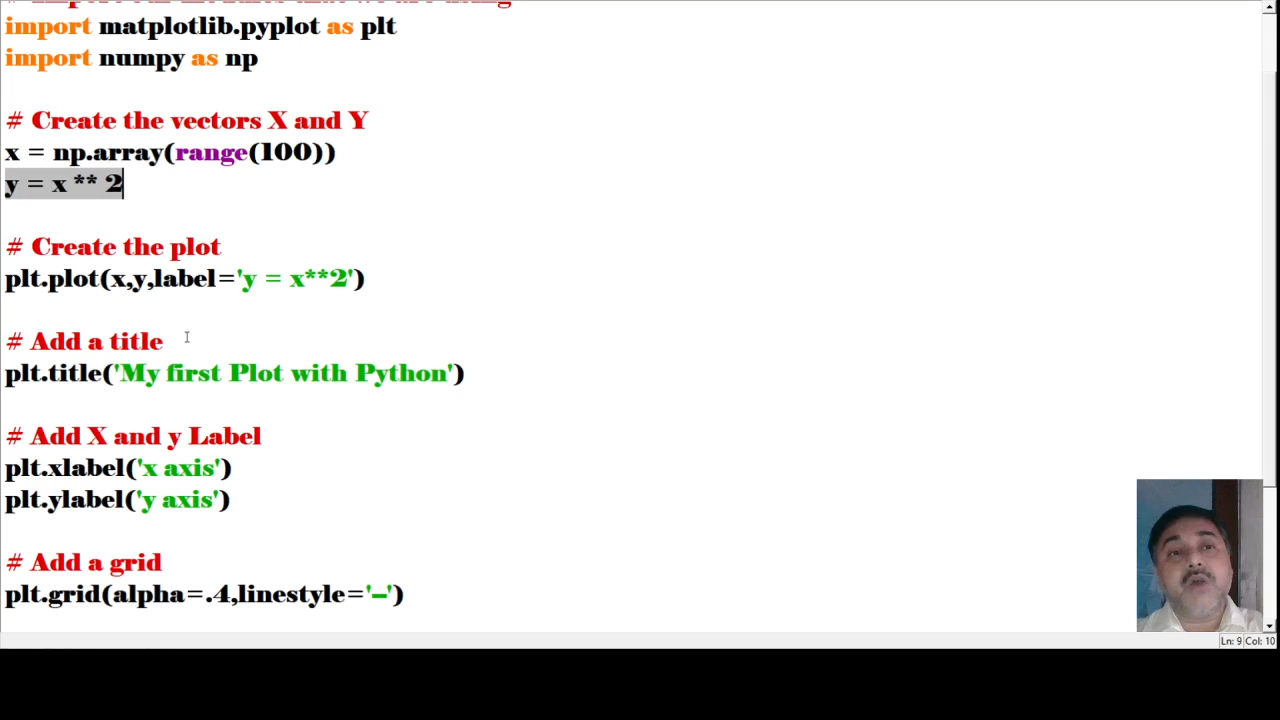 import matplotlib.pyplot as plt
import numpy as np
# Create the vectors X and Y
x = np.array(range(100))
y = x ** 2
# Create the plot
plt.plot(x,y,label='y = x**2')
# Add a title
plt.title('My first Plot with Python')
# Add X and y Label
plt.xlabel('x axis')
plt.ylabel('y axis')
# Add a grid
plt.grid(alpha=.4,linestyle='--')
Ln: 9 Col: 10